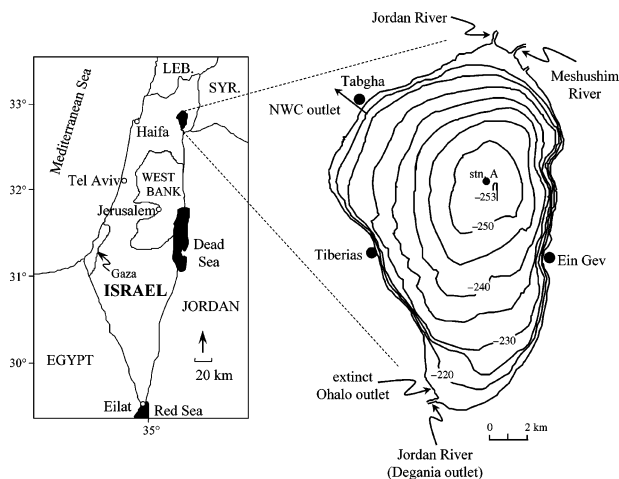 LEB.
SYR.
33°
Haifa
Mediterranean Sea
Tel Aviv
32°
WEST
BANK
Jerusalem
Dead
Sea
31°
Gaza
ISRAEL
JORDAN
EGYPT
30°
20 km
Eilat
Red Sea
35°
Jordan River
Meshushim
River
Tabgha
NWC outlet
stn. A
-253
-250
Tiberias
Ein Gev
-240
-230
-220
extinct
Ohalo outlet
0 2 km
Jordan River
(Degania outlet)